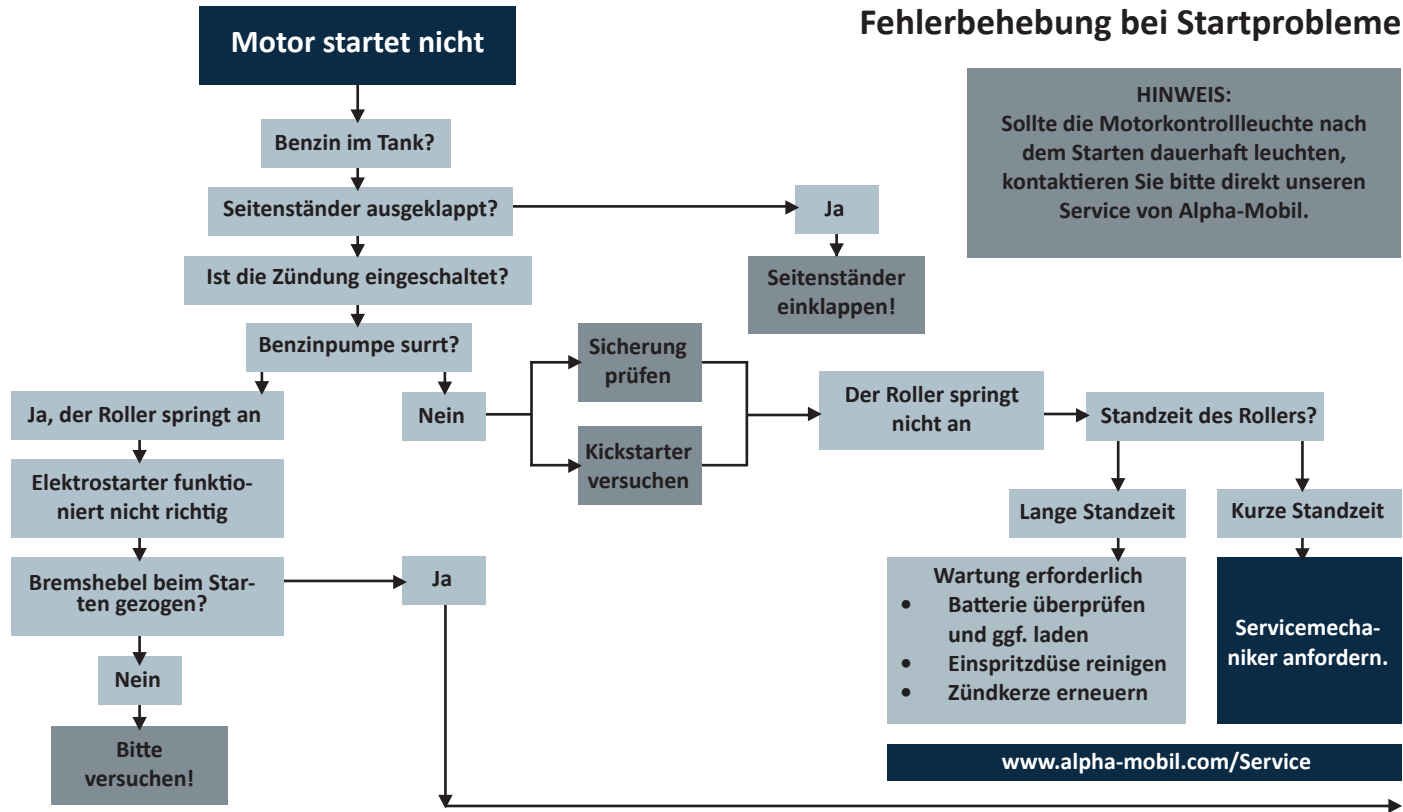 Fehlerbehebung bei Startprobleme
Motor startet nicht
HINWEIS:
Sollte die Motorkontrollleuchte nach
dem Starten dauerhaft leuchten,
kontaktieren Sie bitte direkt unseren
Service von Alpha-Mobil.
Benzin im Tank?
Seitenständer ausgeklappt?
Ja
Seitenständer
einklappen!
Ist die Zündung eingeschaltet?
Benzinpumpe surrt?
Ja, der Roller springt an
Nein
Sicherung
prüfen
Kickstarter
versuchen
Der Roller springt
nicht an
Standzeit des Rollers?
Elektrostarter funktio-
niert nicht richtig
Lange Standzeit
Kurze Standzeit
Bremshebel beim Star-
ten gezogen?
Ja
Wartung erforderlich
• Batterie überprüfen
und ggf. laden
• Einspritzdüse reinigen
• Zündkerze erneuern
Servicemecha-
niker anfordern.
Nein
Bitte
versuchen!
www.alpha-mobil.com/Service